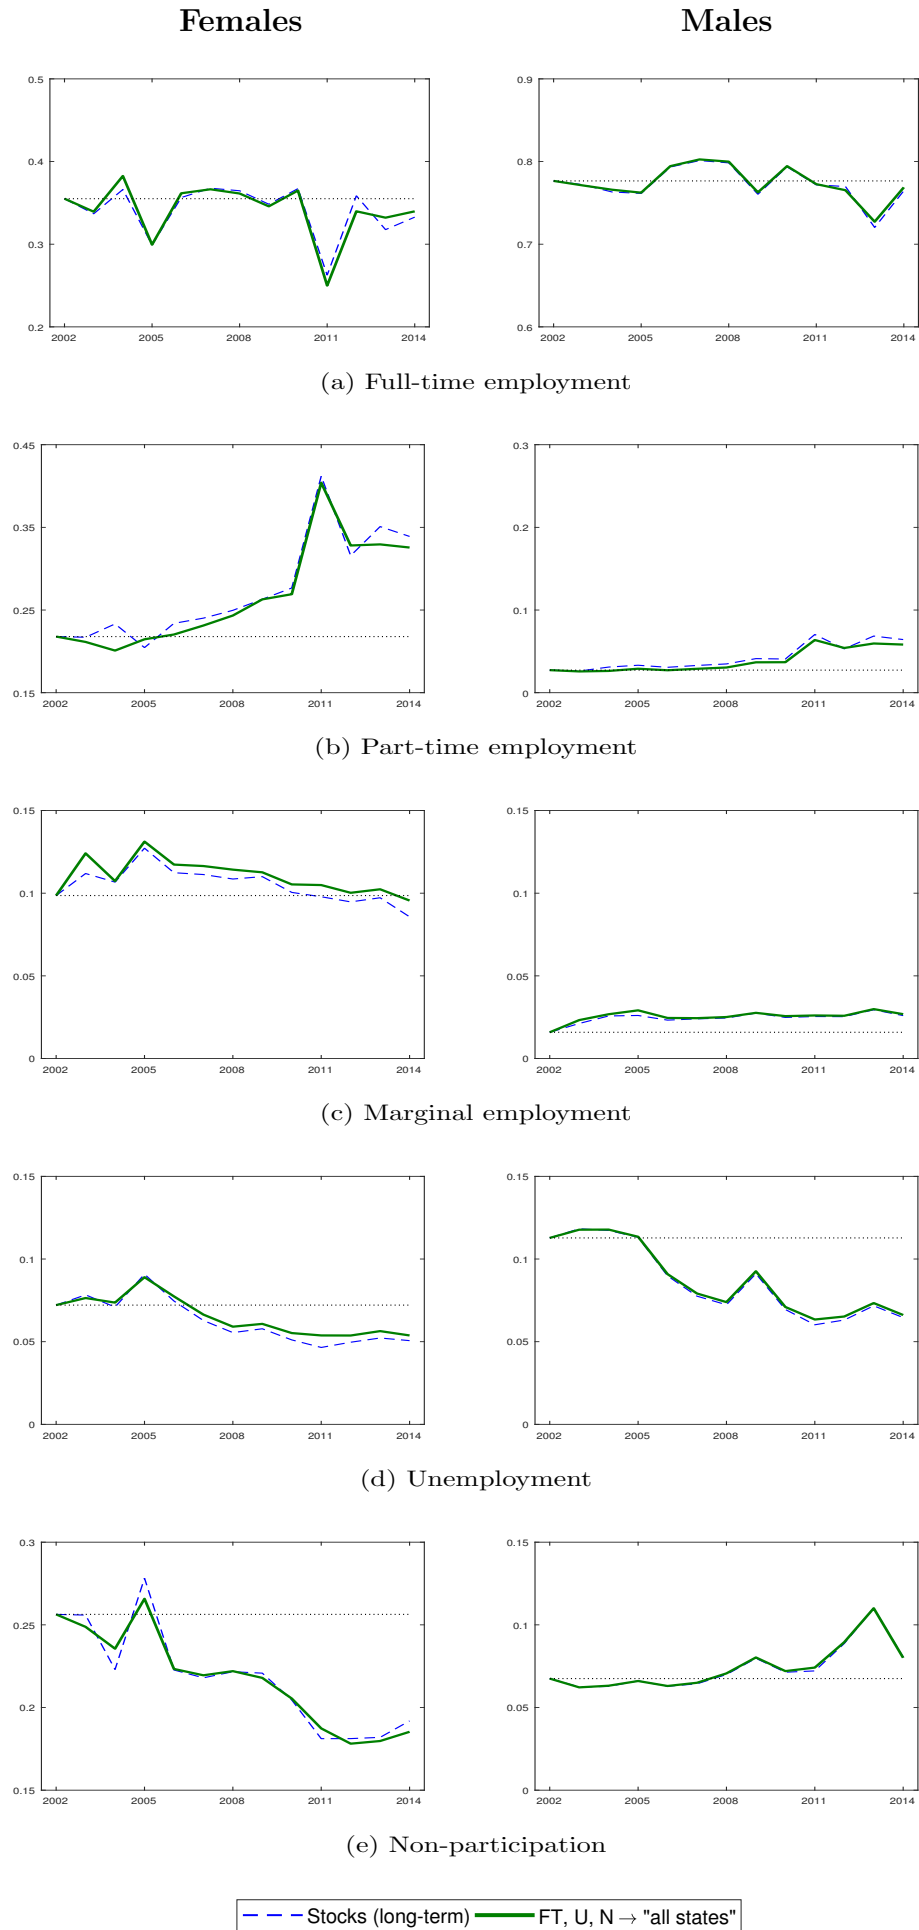 Females Males
0.5
0.4
0.3
0.2
2002 2005 2008 2011 2014
0.9
0.8
0.7
0.6
2002 2005 2008 2011 2014
(a) Full-time employment
0.45
0.35
0.25
0.15
2002 2005 2008 2011 2014
0.3
0.2
0.1
0
2002 2005 2008 2011 2014
(b) Part-time employment
0.15
0.1
0.05
0
2002 2005 2008 2011 2014
0.15
0.1
0.05
0
2002 2005 2008 2011 2014
(c) Marginal employment
0.15
0.1
0.05
0
2002 2005 2008 2011 2014
0.15
0.1
0.05
0
2002 2005 2008 2011 2014
(d) Unemployment
0.3
0.25
0.2
0.15
2002 2005 2008 2011 2014
0.15
0.1
0.05
0
2002 2005 2008 2011 2014
(e) Non-participation
Stocks (long-term) FT, U, N → "all states"